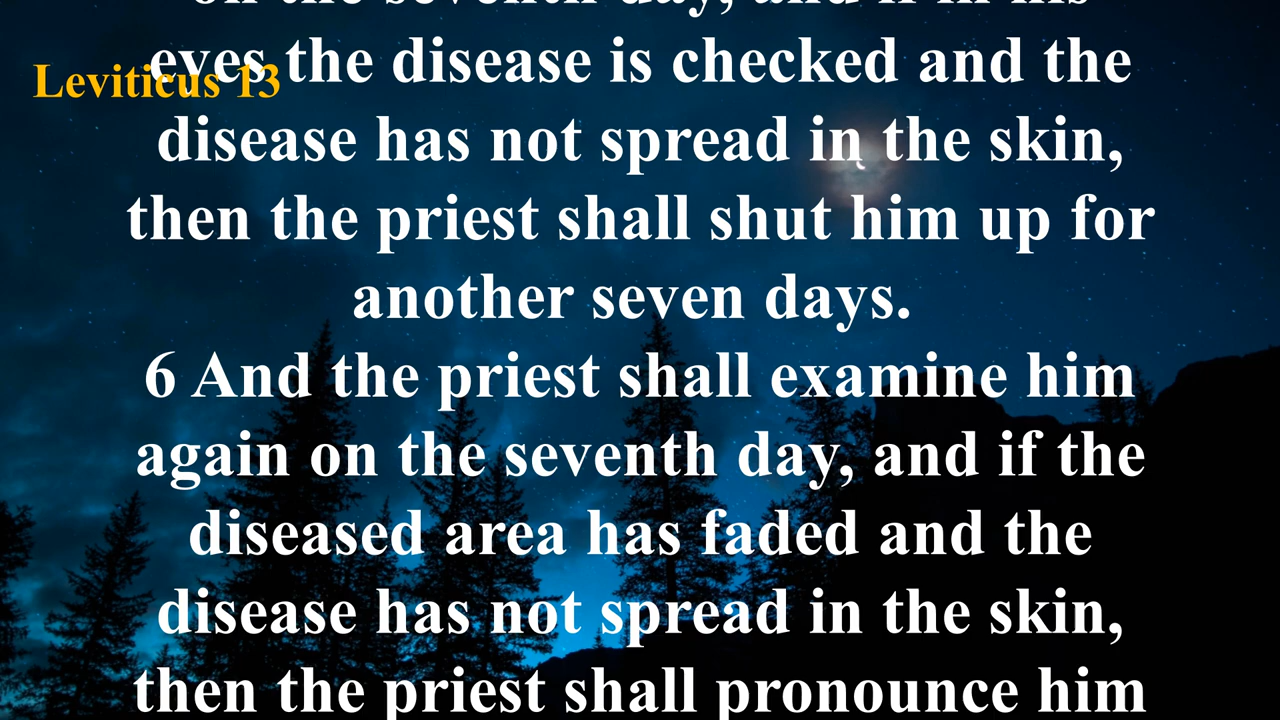 on the seventh day, and if in his
eyes the disease is checked and the
Leviticus 13
disease has not spread in the skin,
then the priest shall shut him up for
another seven days.
6 And the priest shall examine him
again on the seventh day, and if the
diseased area has faded and the
disease has not spread in the skin,
then the priest shall pronounce him